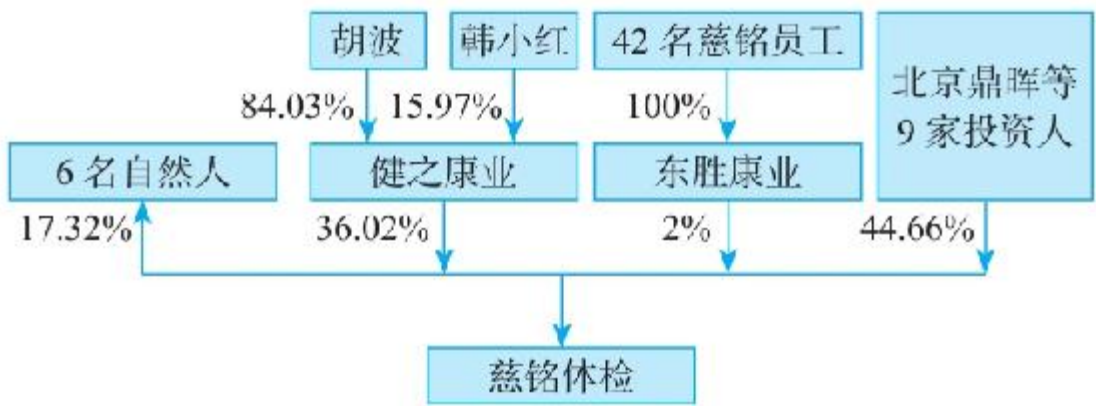 胡波
韩小红
42 名慈铭员工
北京鼎晖等
9 家投资人
84.03%
15.97%
100%
6 名自然人
健之康业
东胜康业
17.32%
36.02%
2%
44.66%
慈铭体检